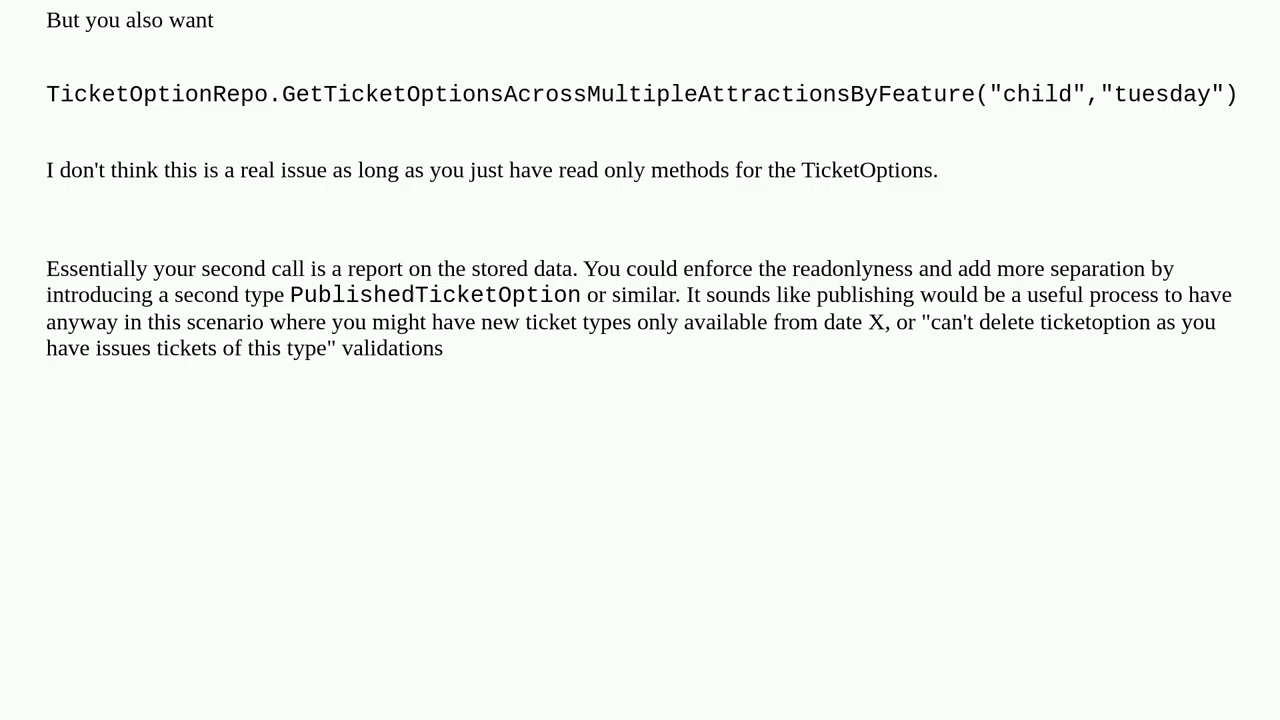 But you also want
TicketOptionRepo.GetTicketOptionsAcrossMultipleAttractionsByFeature("child","tuesday")
I don't think this is a real issue as long as you just have read only methods for the TicketOptions.
Essentially your second call is a report on the stored data. You could enforce the readonlyness and add more separation by
introducing a second type PublishedTicketOption or similar. It sounds like publishing would be a useful process to have
anyway in this scenario where you might have new ticket types only available from date X, or "can't delete ticketoption as you
have issues tickets of this type" validations